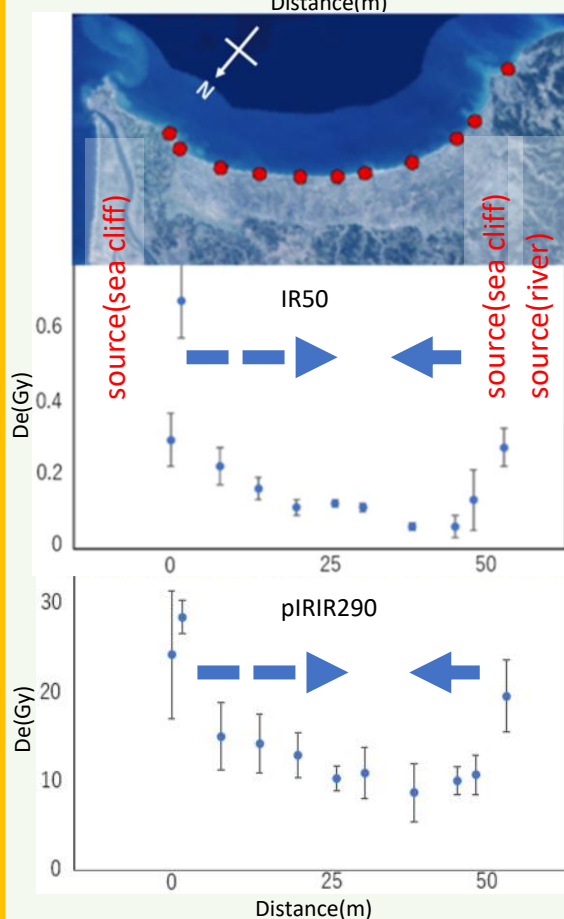 Distance(m)
N
source(sea cliff)
source(sea cliff)
source(river)
IR50
De(Gy)
0.6
0.4
0.2
0
0
25
50
pIRIR290
De(Gy)
30
20
10
0
0
25
50
Distance(m)